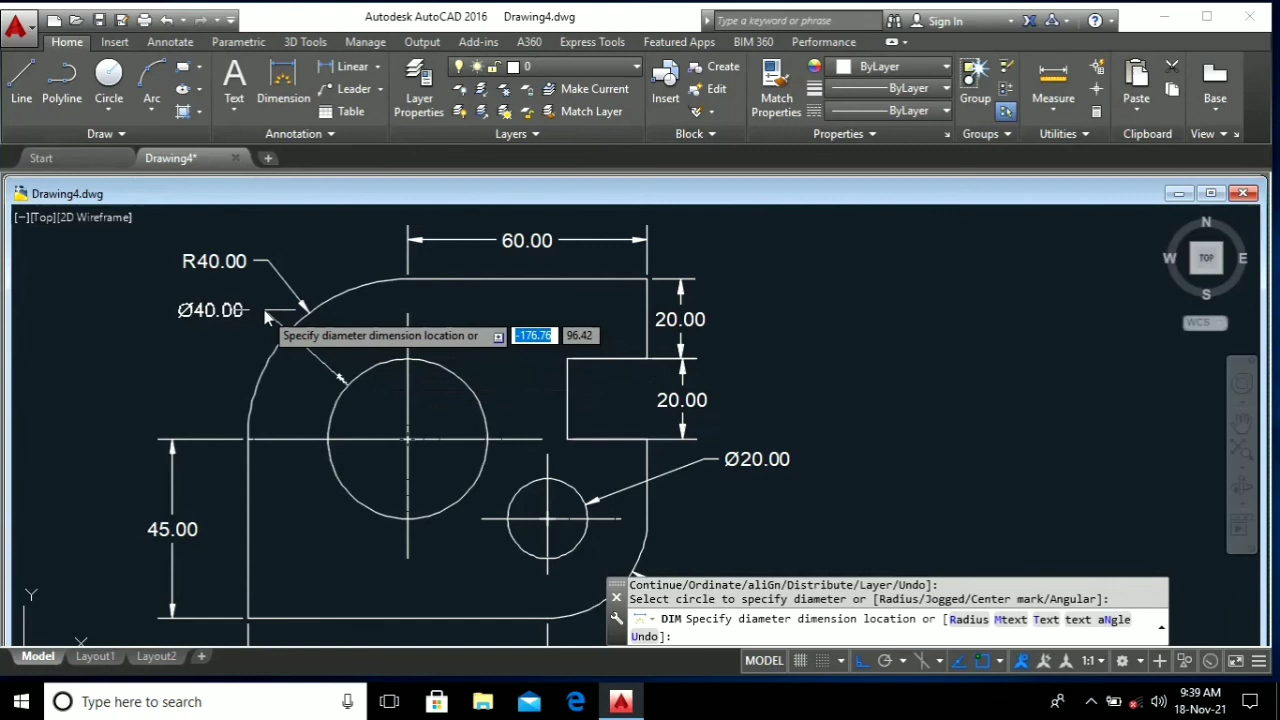 Autodesk AutoCAD 2016 Drawing4.dwg
Type a keyword or phrase
Sign In
Home Insert Annotate Parametric 3D Tools Manage View Output Add-ins A360 Express Tools Featured Apps BIM 360 Performance
Line Polyline Circle Arc
Text Dimension
Linear
Leader
Table
Layer
Properties
0
Make Current
Match Layer
Insert
Create
Edit
Match
Properties
ByLayer
ByLayer
ByLayer
Group
Measure
Paste
Base
Draw Annotation Layers Block Properties Groups Utilities Clipboard View
Start Drawing4*
Drawing4.dwg
[−][Top][2D Wireframe]
N
W TOP E
S
WCS
60.00
R40.00
Ø40.00
20.00
Specify diameter dimension location or -176.76 96.42
20.00
Ø20.00
45.00
Y
X
Continue/Ordinate/aliGn/Distribute/Layer/Undo]:
Select circle to specify diameter or [Radius/Jogged/Center mark/Angular]:
DIM Specify diameter dimension location or [Radius Mtext Text text aNgle
Undo]:
Model Layout1 Layout2
MODEL 1:1
Type here to search
9:39 AM
18-Nov-21